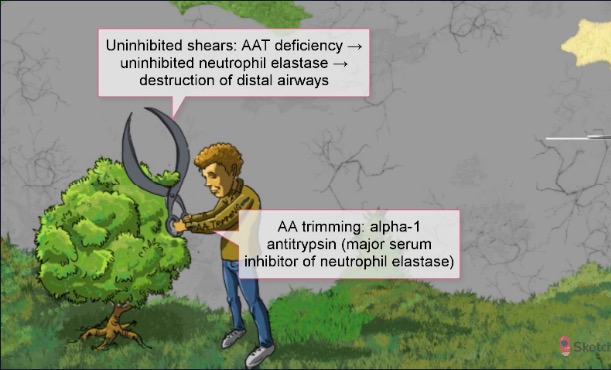 Uninhibited shears: AAT deficiency →
uninhibited neutrophil elastase →
destruction of distal airways
AA trimming: alpha-1
antitrypsin (major serum
inhibitor of neutrophil elastase)
Sketch